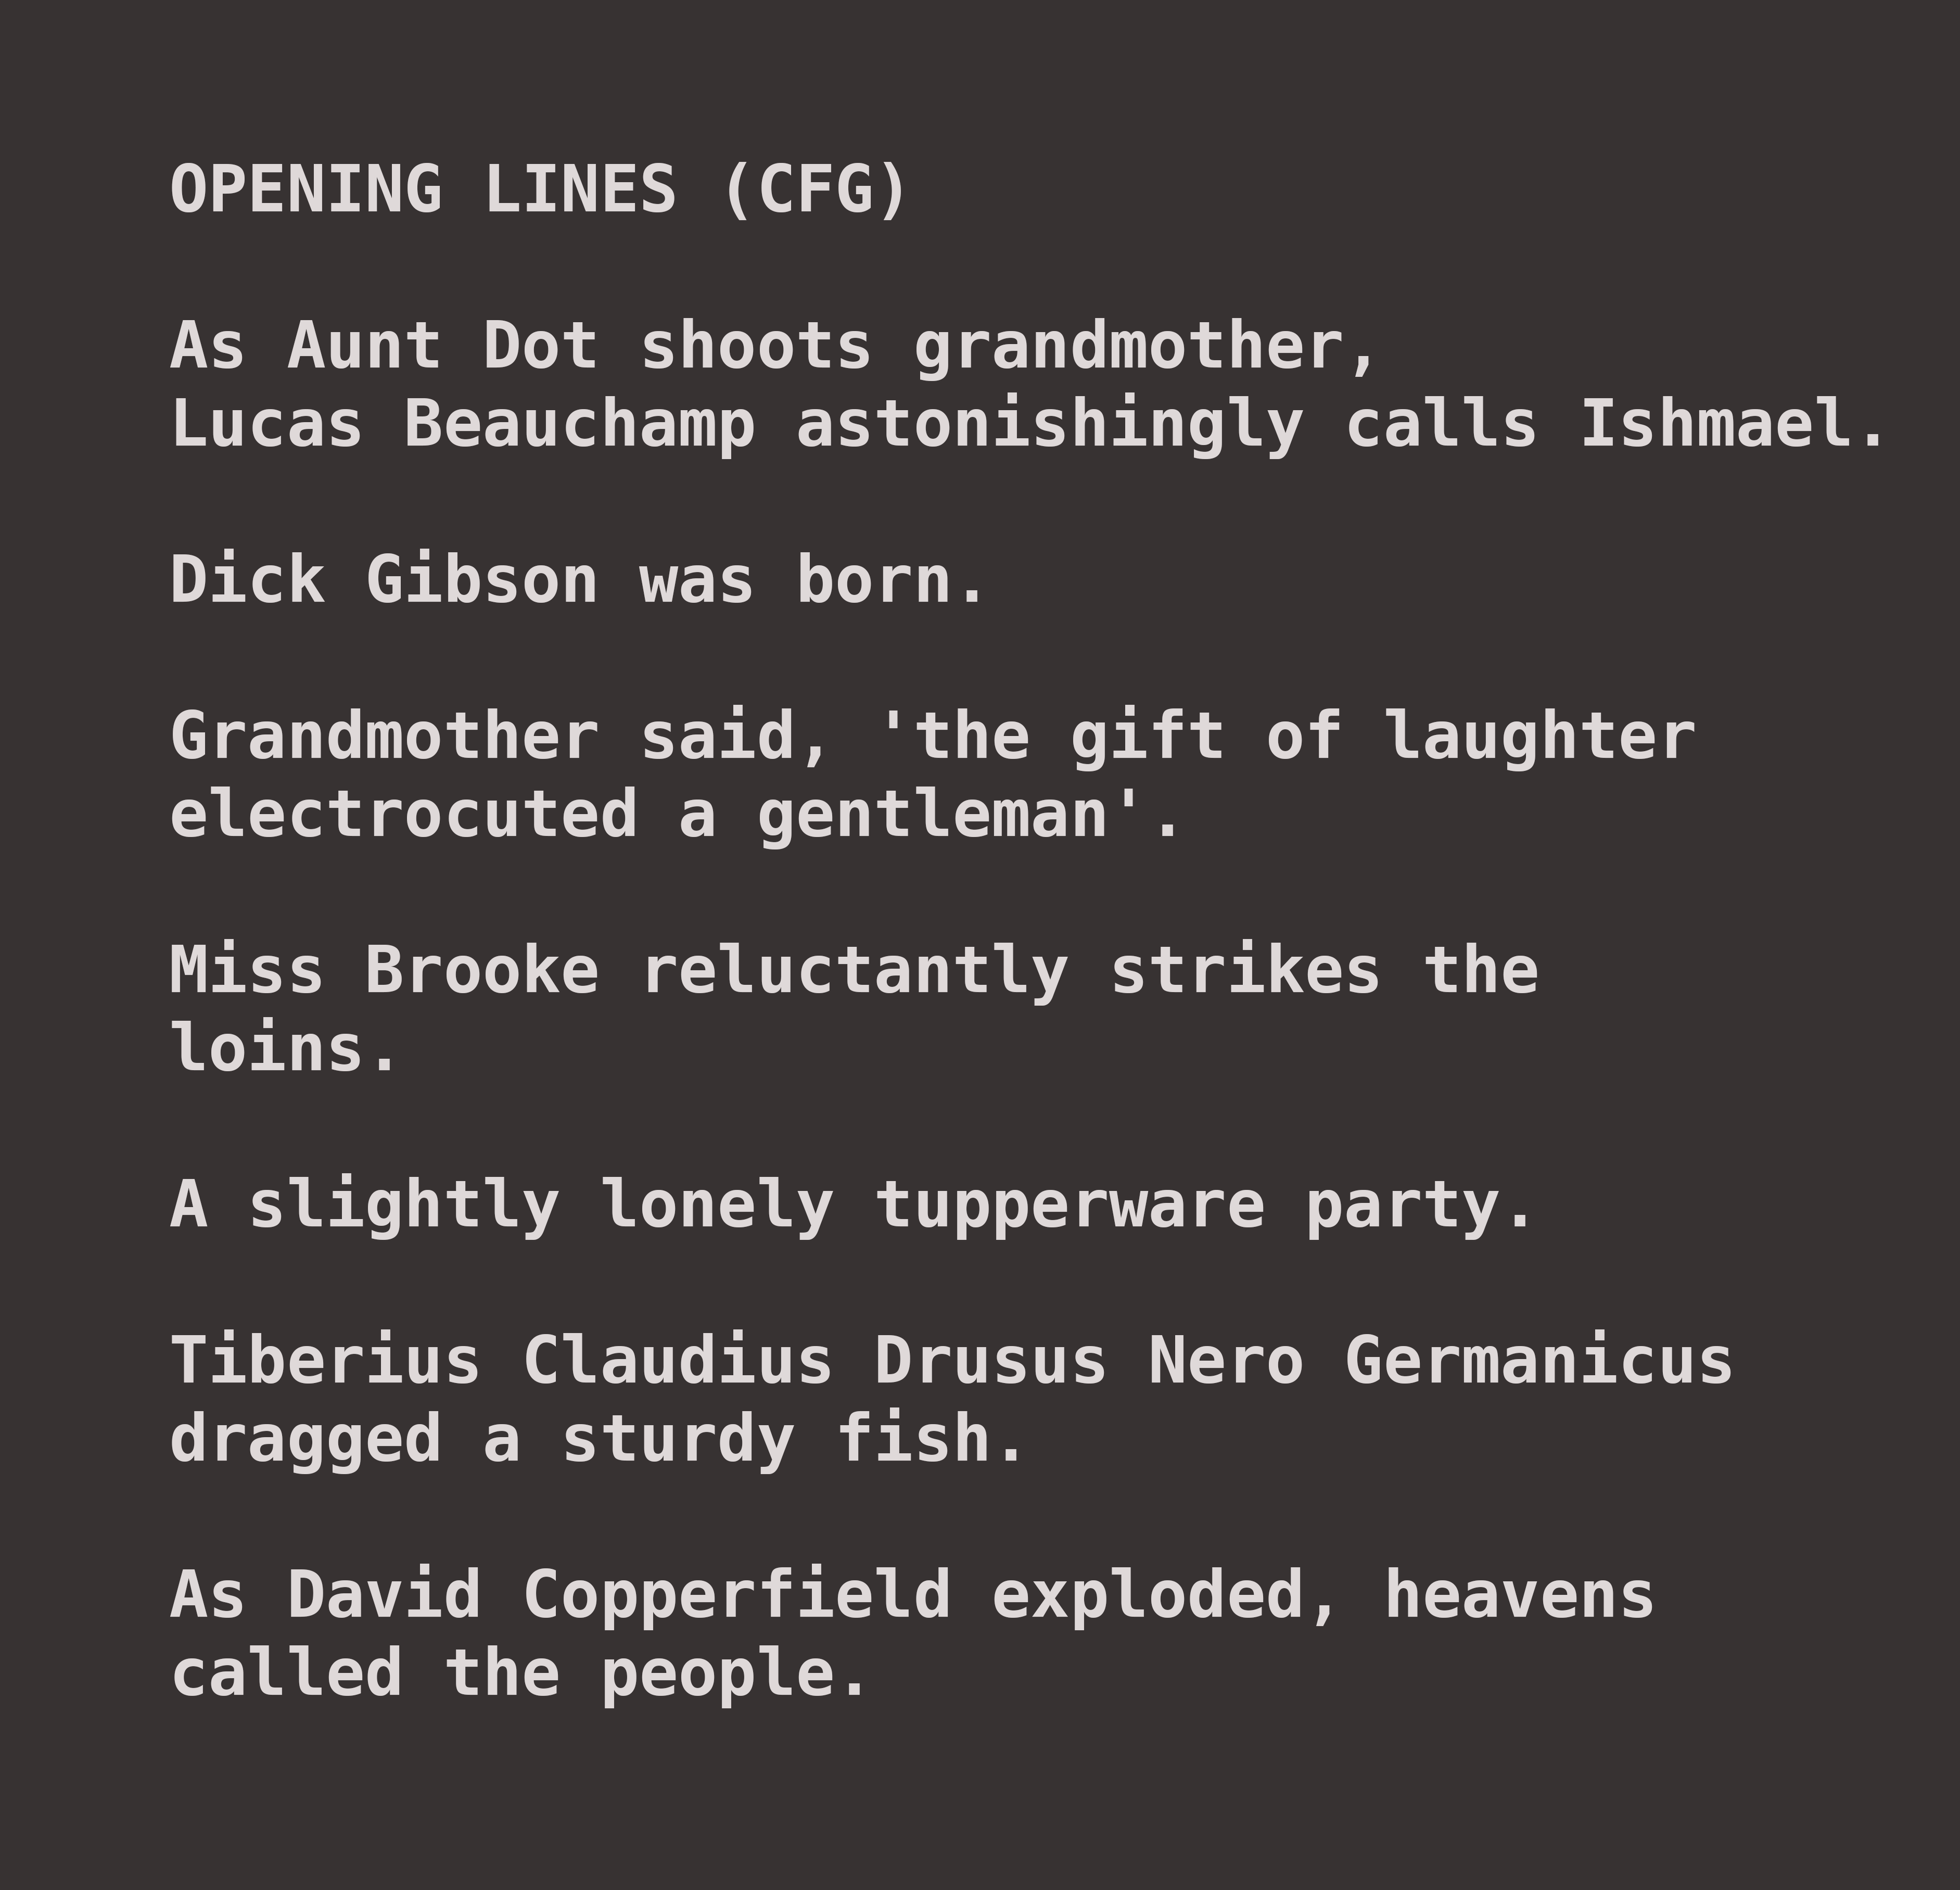 OPENING LINES (CFG)
As Aunt Dot shoots grandmother,
Lucas Beauchamp astonishingly calls Ishmael.
Dick Gibson was born.
Grandmother said, 'the gift of laughter
electrocuted a gentleman'.
Miss Brooke reluctantly strikes the
loins.
A slightly lonely tupperware party.
Tiberius Claudius Drusus Nero Germanicus
dragged a sturdy fish.
As David Copperfield exploded, heavens
called the people.